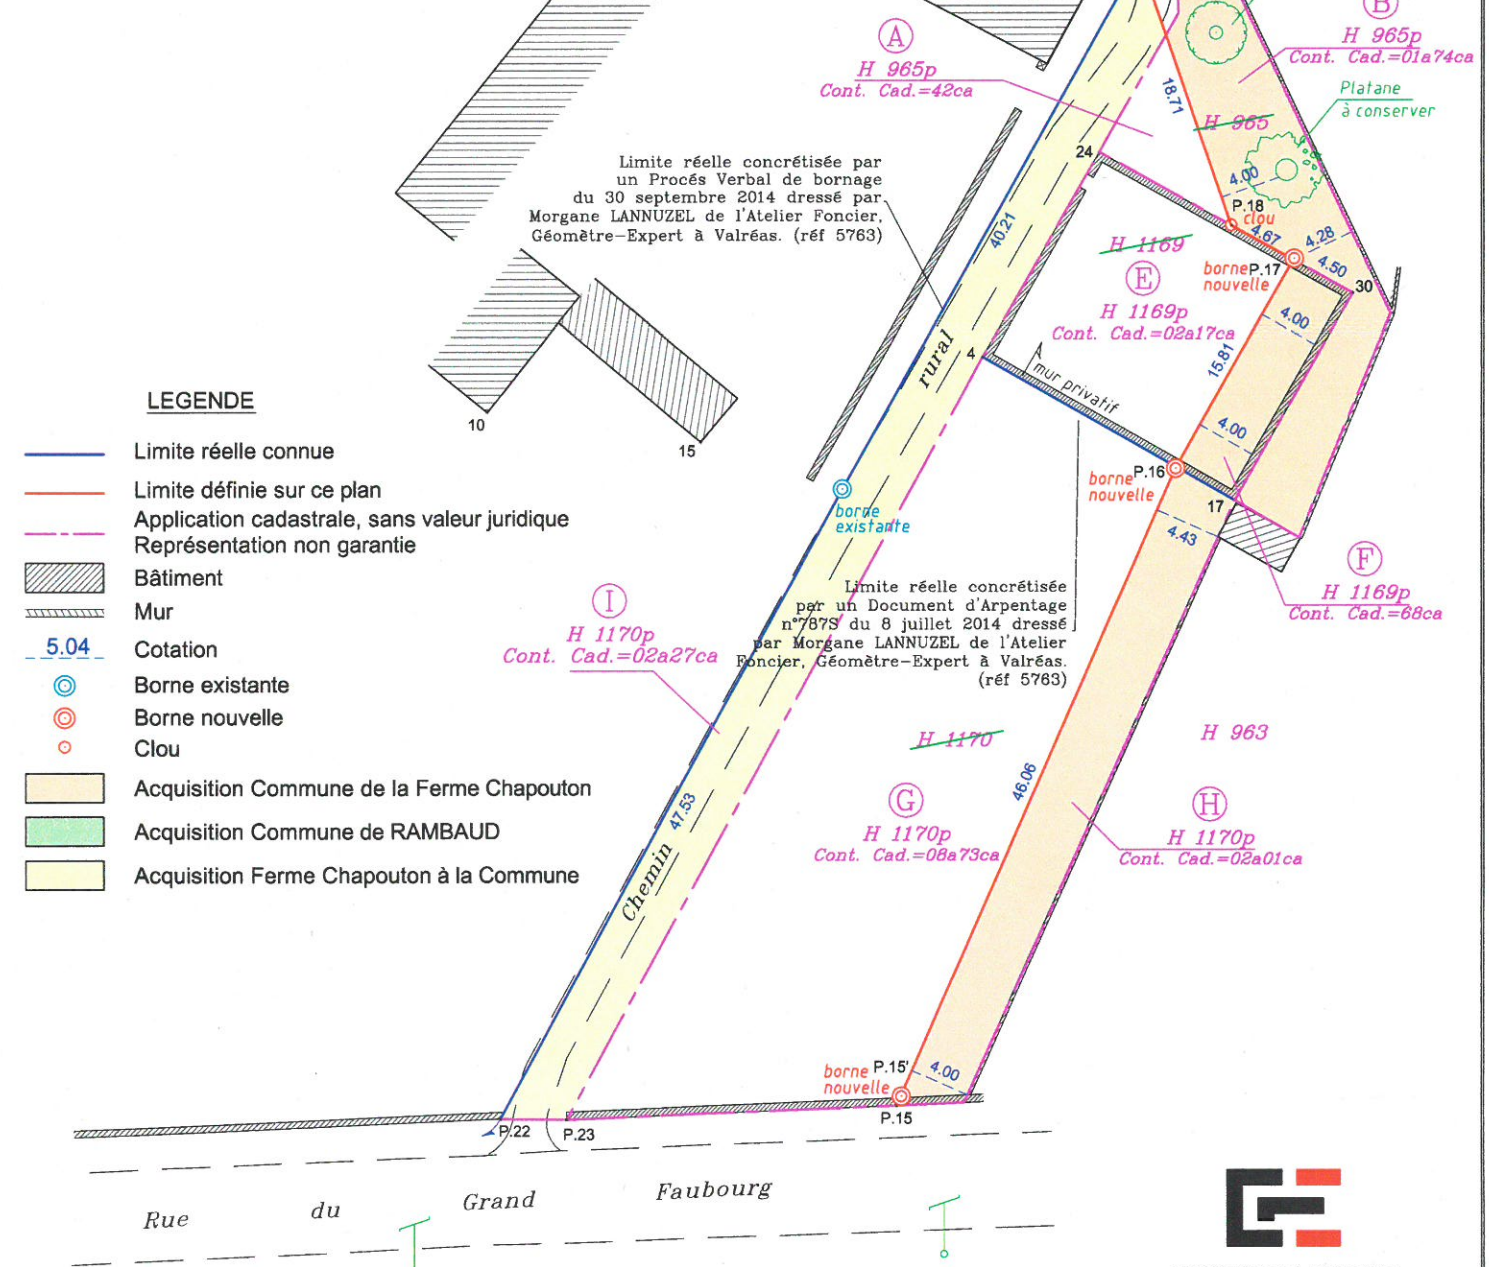 A
H 965p
Cont. Cad.=42ca
B
H 965p
Cont. Cad.=01a74ca
Platane
à conserver
18.71
H 965
24
4.00
P.18
clou
4.67
4.28
4.50
30
Limite réelle concrétisée par
un Procés Verbal de bornage
du 30 septembre 2014 dressé par
Morgane LANNUZEL de l'Atelier Foncier,
Géomètre-Expert à Valréas. (réf 5763)
40.21
H 1169
E
H 1169p
Cont. Cad.=02a17ca
borne P.17
nouvelle
4.00
15.81
rural
4
A
mur privatif
4.00
10
15
borne P.16
nouvelle
17
4.43
borne
existante
LEGENDE
Limite réelle connue
Limite définie sur ce plan
Application cadastrale, sans valeur juridique
Représentation non garantie
Bâtiment
Mur
5.04 Cotation
Borne existante
Borne nouvelle
Clou
Acquisition Commune de la Ferme Chapouton
Acquisition Commune de RAMBAUD
Acquisition Ferme Chapouton à la Commune
F
H 1169p
Cont. Cad.=68ca
Limite réelle concrétisée
par un Document d'Arpentage
n°787S du 8 juillet 2014 dressé
par Morgane LANNUZEL de l'Atelier
Foncier, Géomètre-Expert à Valréas.
(réf 5763)
I
H 1170p
Cont. Cad.=02a27ca
H 1170
H 963
46.06
G
H 1170p
Cont. Cad.=08a73ca
H
H 1170p
Cont. Cad.=02a01ca
47.53
Chemin
borne P.15'
nouvelle
4.00
P.15
P.22
P.23
Rue du Grand Faubourg